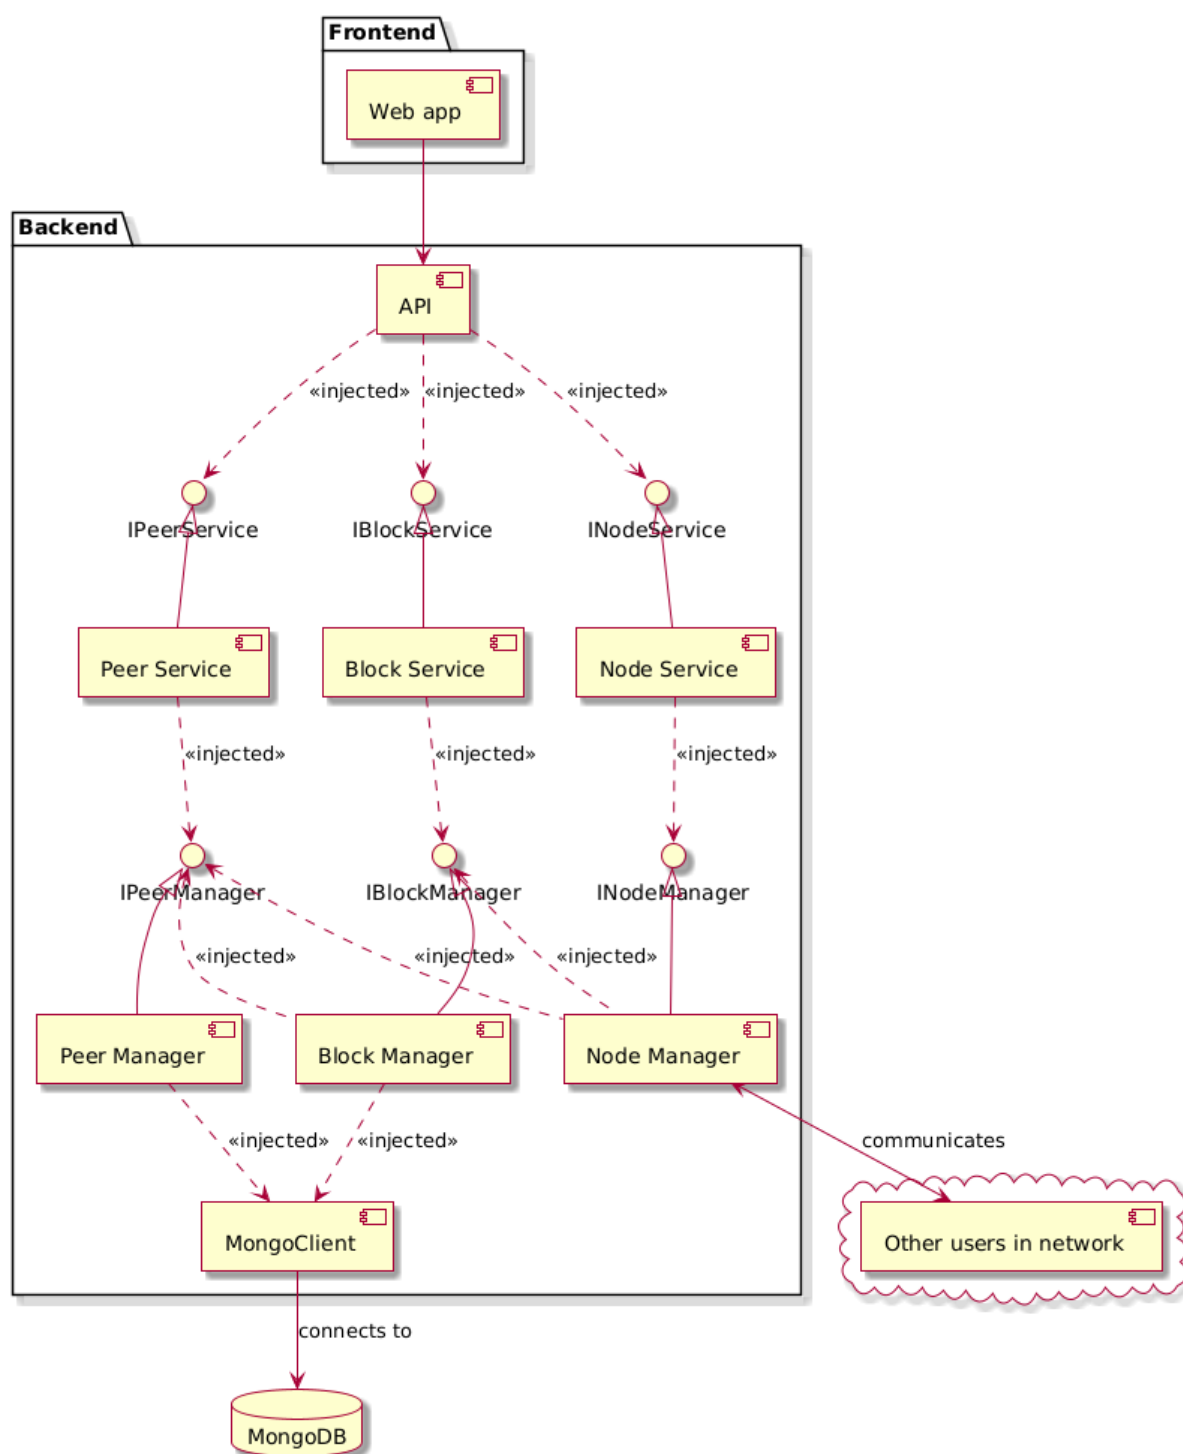 Frontend
Web app
Backend
API
«injected»
«injected»
«injected»
IPeerService
IBlockService
INodeService
Peer Service
Block Service
Node Service
«injected»
«injected»
«injected»
IPeerManager
IBlockManager
INodeManager
«injected»
«injected»
«injected»
Peer Manager
Block Manager
Node Manager
«injected»
«injected»
communicates
MongoClient
Other users in network
connects to
MongoDB